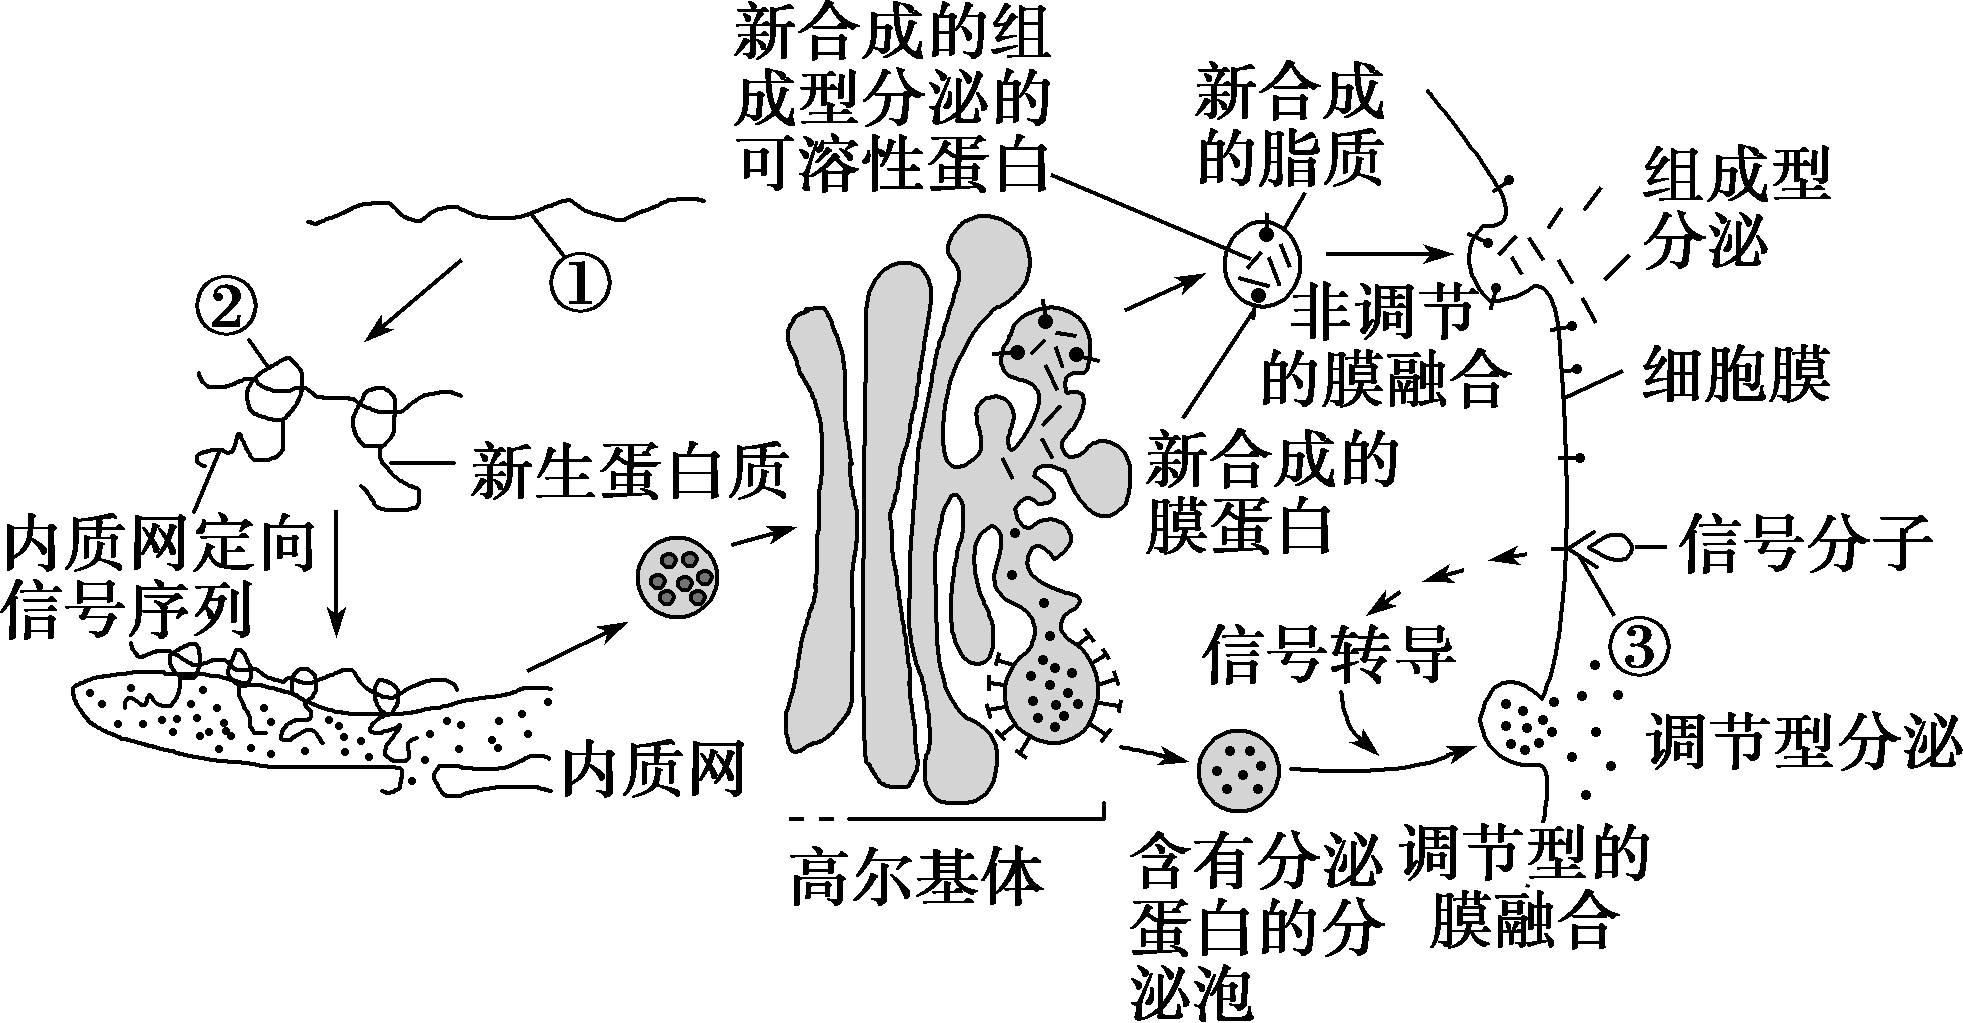 新合成的组
成型分泌的
可溶性蛋白
新合成
的脂质
组成型
分泌
①
②
非调节
的膜融合
细胞膜
新生蛋白质
新合成的
膜蛋白
内质网定向
信号序列
信号分子
信号转导
③
内质网
调节型分泌
高尔基体
含有分泌
蛋白的分
泌泡
调节型的
膜融合